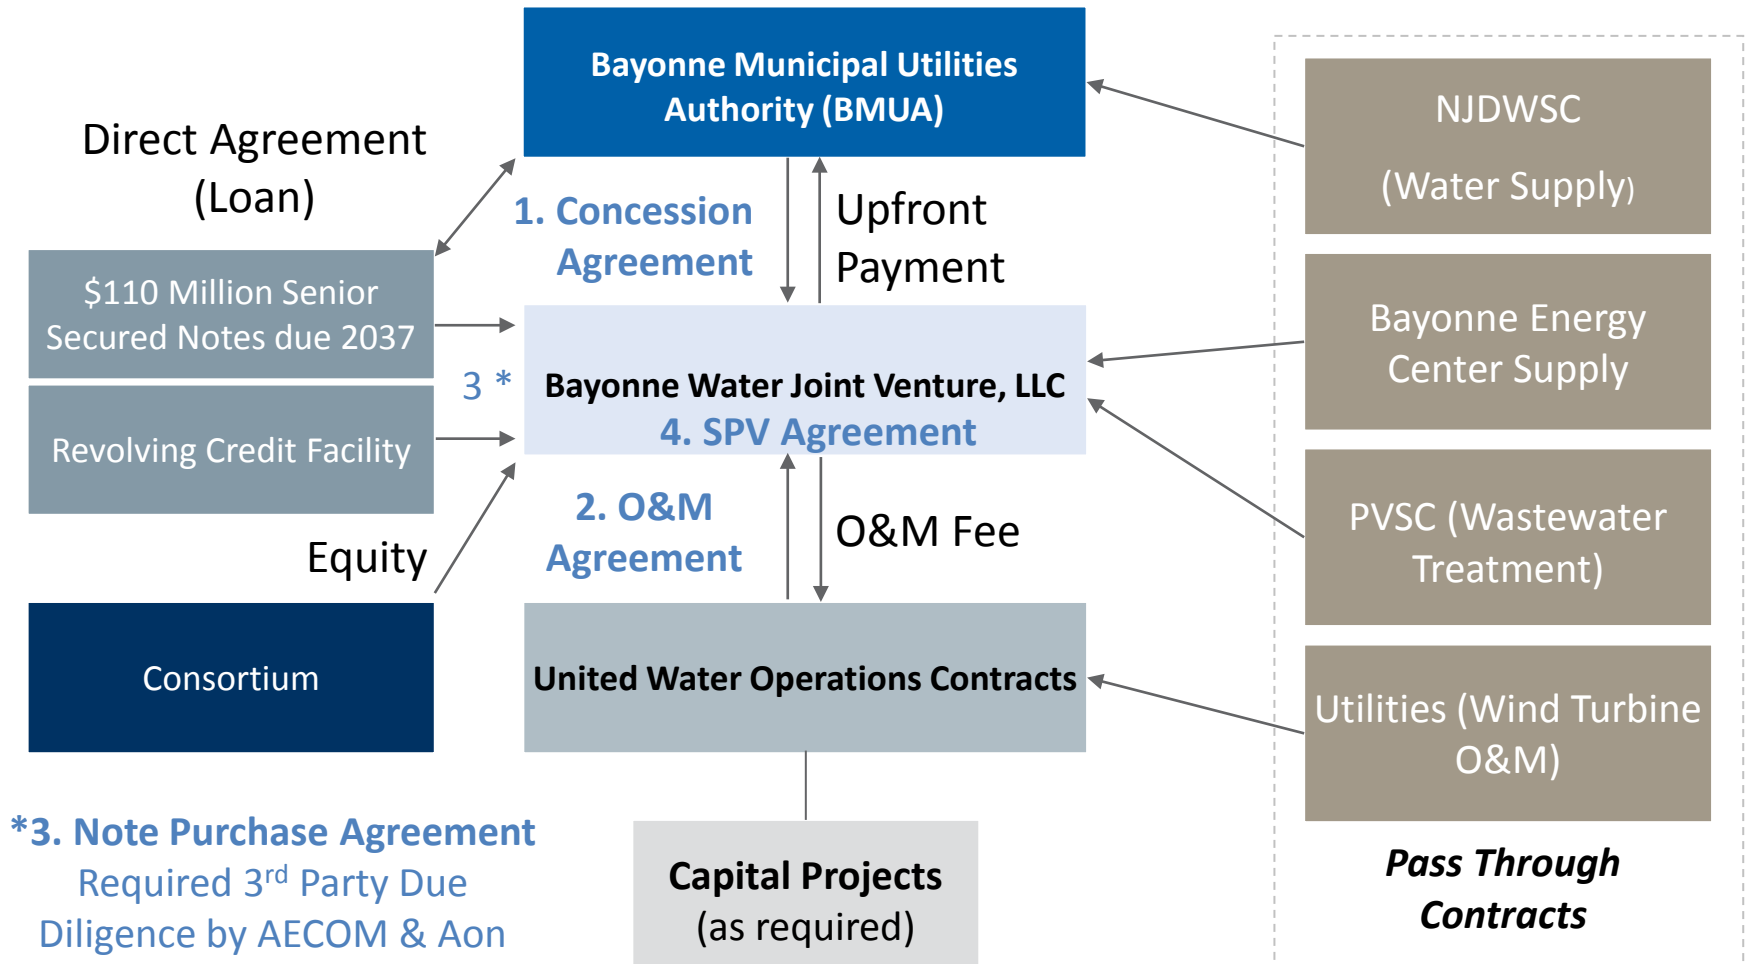 Bayonne Municipal Utilities
Authority (BMUA)
Direct Agreement
(Loan)
1. Concession
Agreement
Upfront
Payment
$110 Million Senior
Secured Notes due 2037
3 *
Revolving Credit Facility
Bayonne Water Joint Venture, LLC
4. SPV Agreement
2. O&M
Agreement
O&M Fee
Equity
Consortium
United Water Operations Contracts
*3. Note Purchase Agreement
Required 3rd Party Due
Diligence by AECOM & Aon
Capital Projects
(as required)
NJDWSC
(Water Supply)
Bayonne Energy
Center Supply
PVSC (Wastewater
Treatment)
Utilities (Wind Turbine
O&M)
Pass Through
Contracts